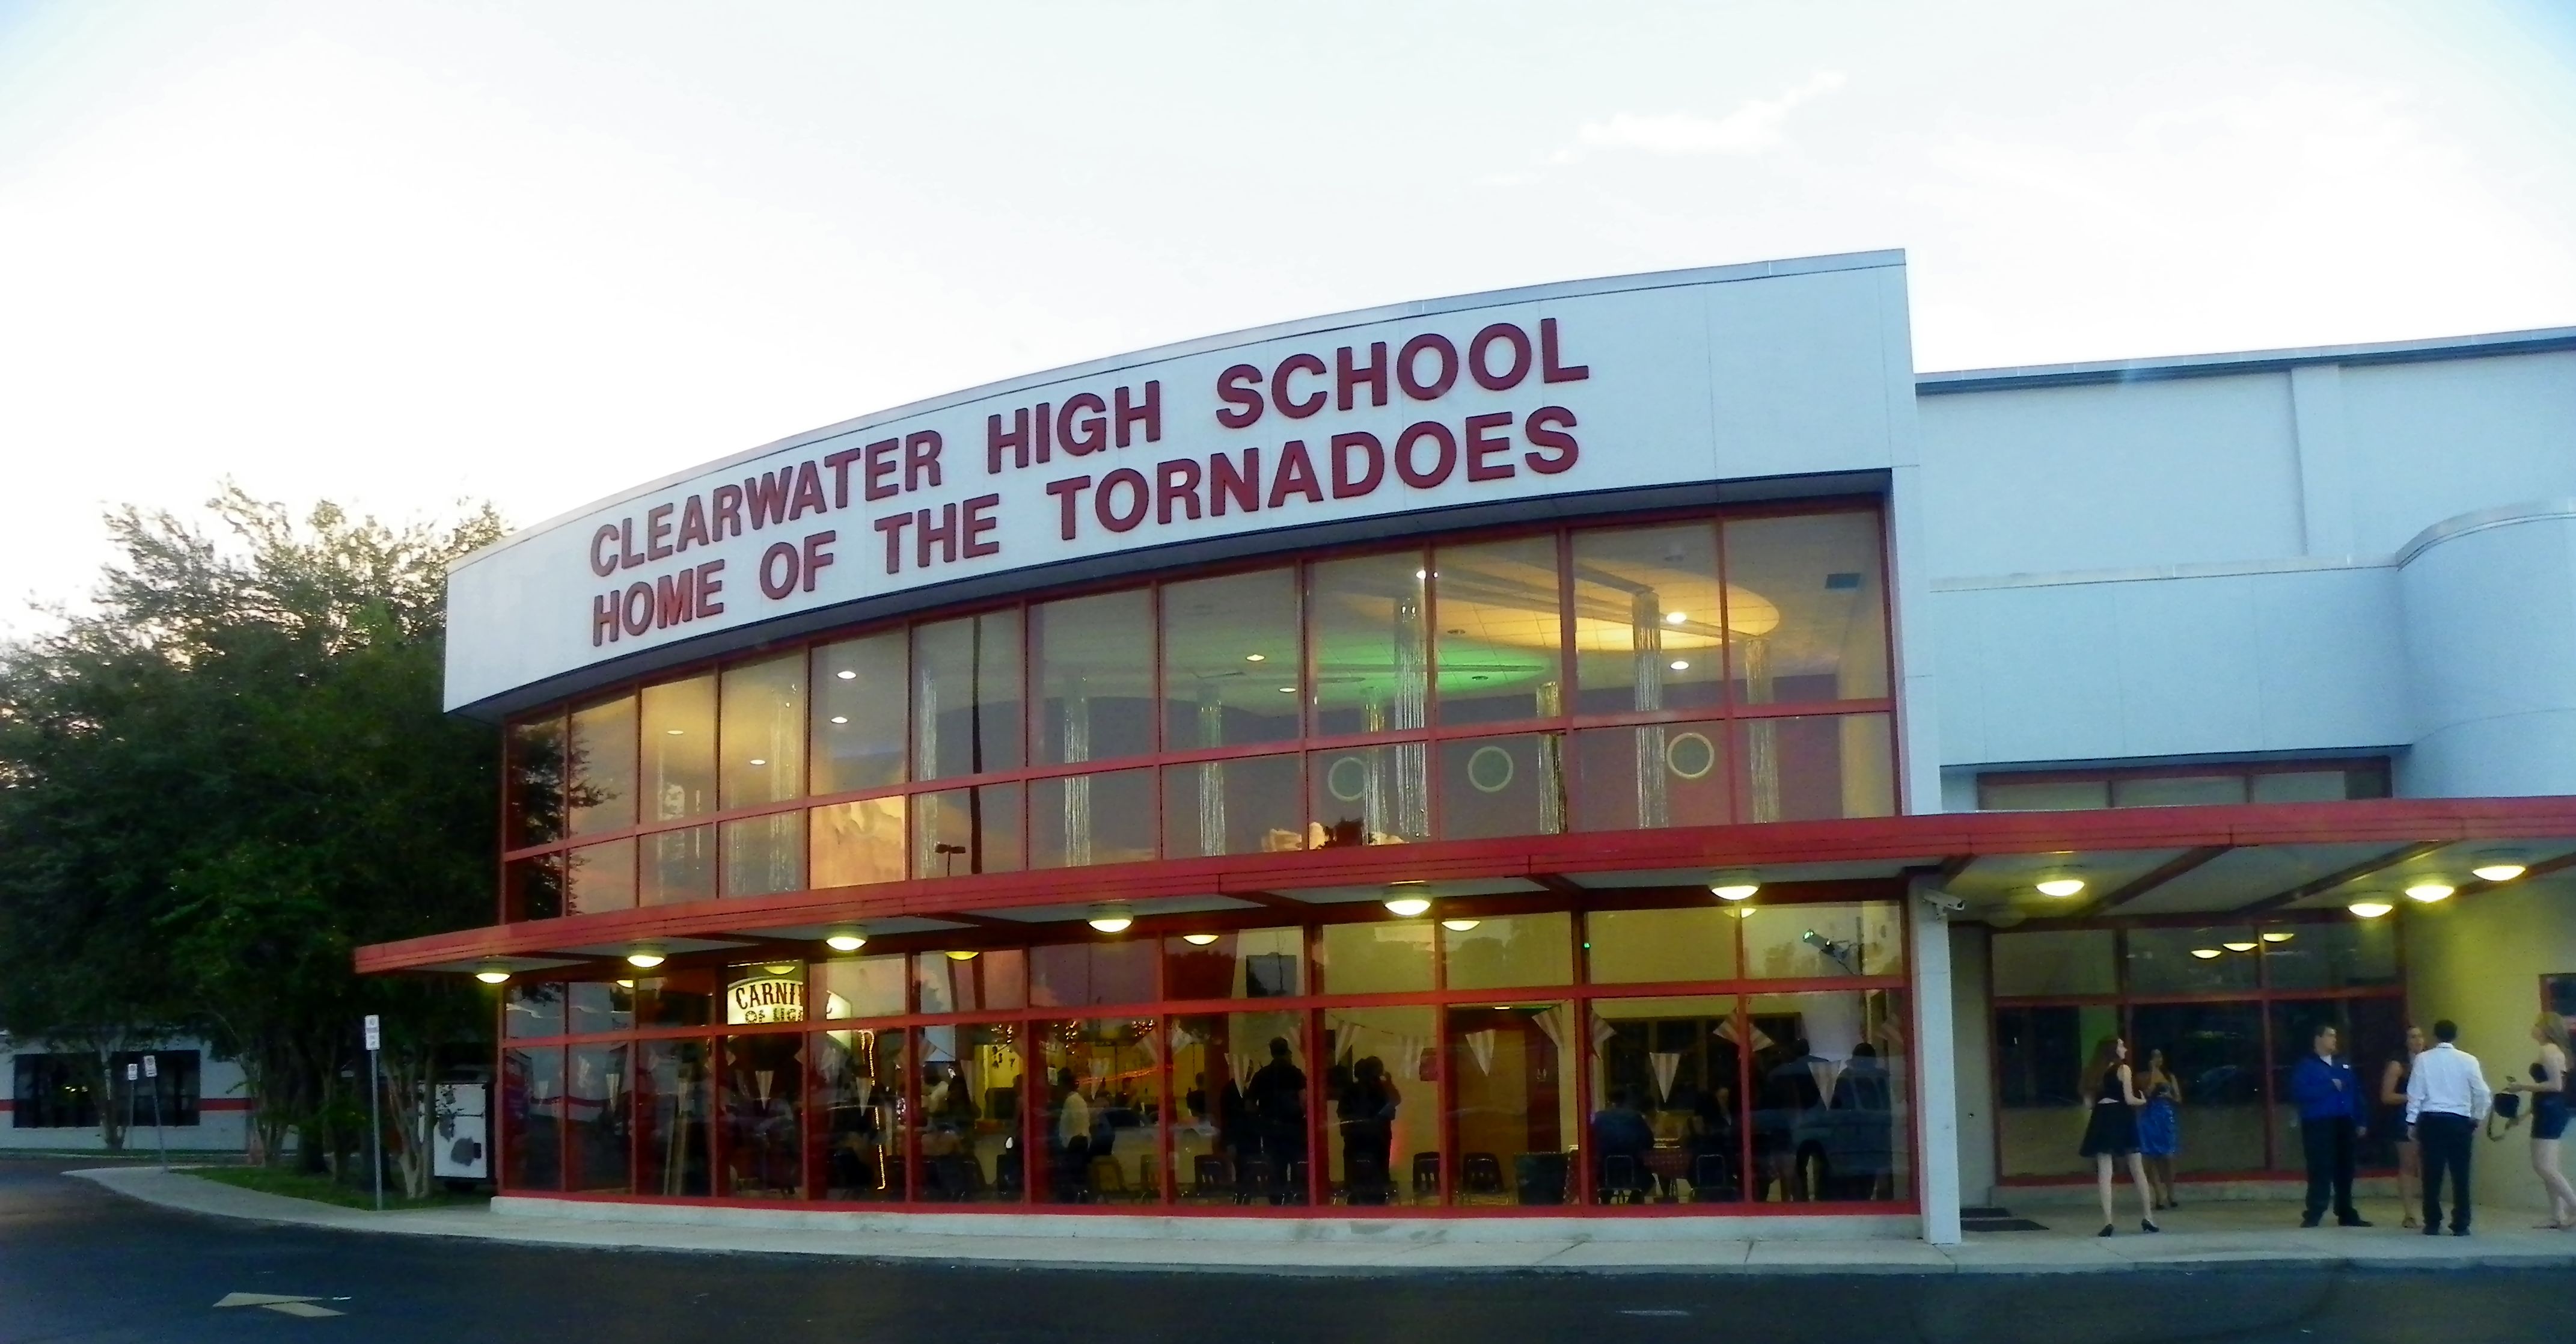 CLEARWATER HIGH SCHOOL
HOME OF THE TORNADOES